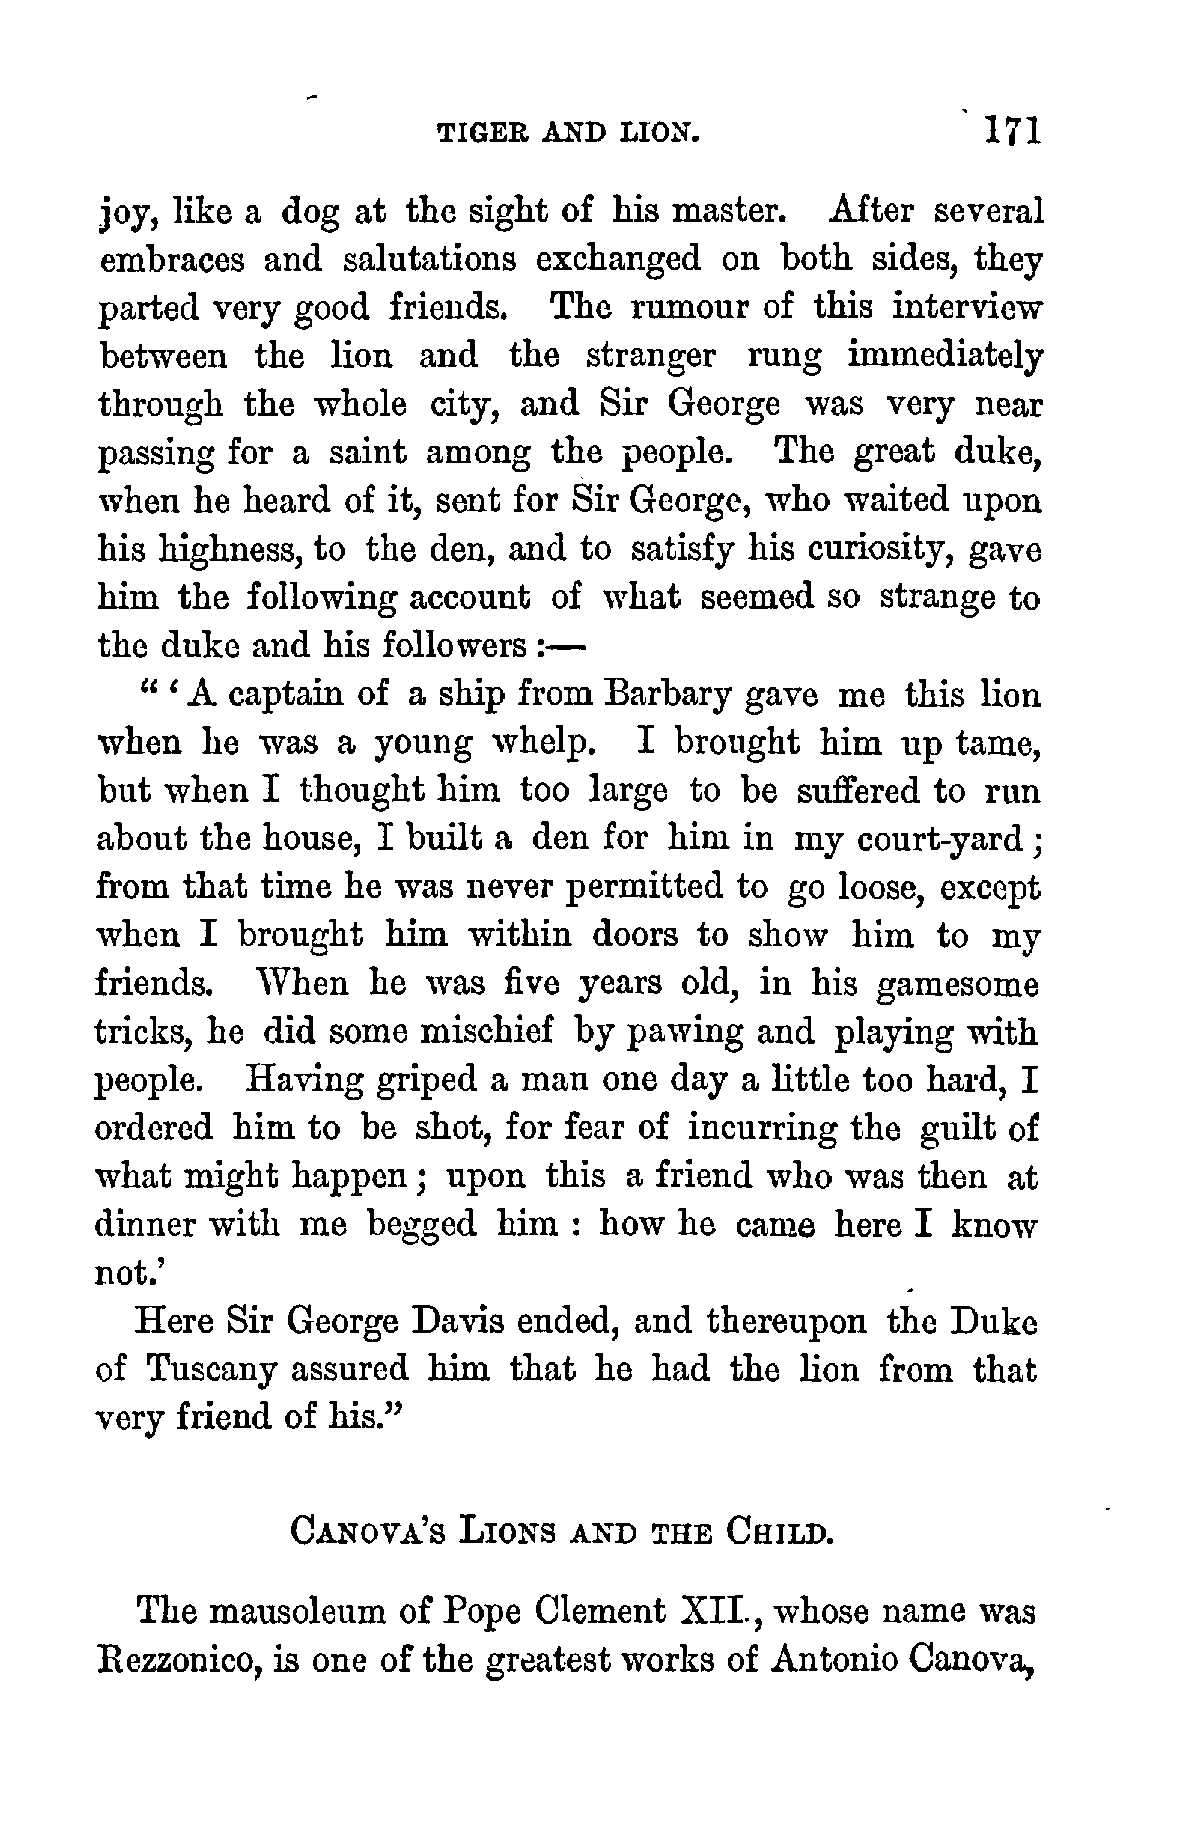 TIGER AND LION. 171
joy, like a dog at the sight of his master. After several
embraces and salutations exchanged on both sides, they
parted very good friends. The rumour of this interview
between the lion and the stranger rung immediately
through the whole city, and Sir George was very near
passing for a saint among the people. The great duke,
when he heard of it, sent for Sir George, who waited upon
his highness, to the den, and to satisfy his curiosity, gave
him the following account of what seemed so strange to
the duke and his followers :—
“ ‘ A captain of a ship from Barbary gave me this lion
when he was a young whelp. I brought him up tame,
but when I thought him too large to be suffered to run
about the house, I built a den for him in my court-yard ;
from that time he was never permitted to go loose, except
when I brought him within doors to show him to my
friends. When he was five years old, in his gamesome
tricks, he did some mischief by pawing and playing with
people. Having griped a man one day a little too hard, I
ordered him to be shot, for fear of incurring the guilt of
what might happen ; upon this a friend who was then at
dinner with me begged him : how he came here I know
not.’
Here Sir George Davis ended, and thereupon the Duke
of Tuscany assured him that he had the lion from that
very friend of his.”
CANOVA’S LIONS AND THE CHILD.
The mausoleum of Pope Clement XII., whose name was
Rezzonico, is one of the greatest works of Antonio Canova,